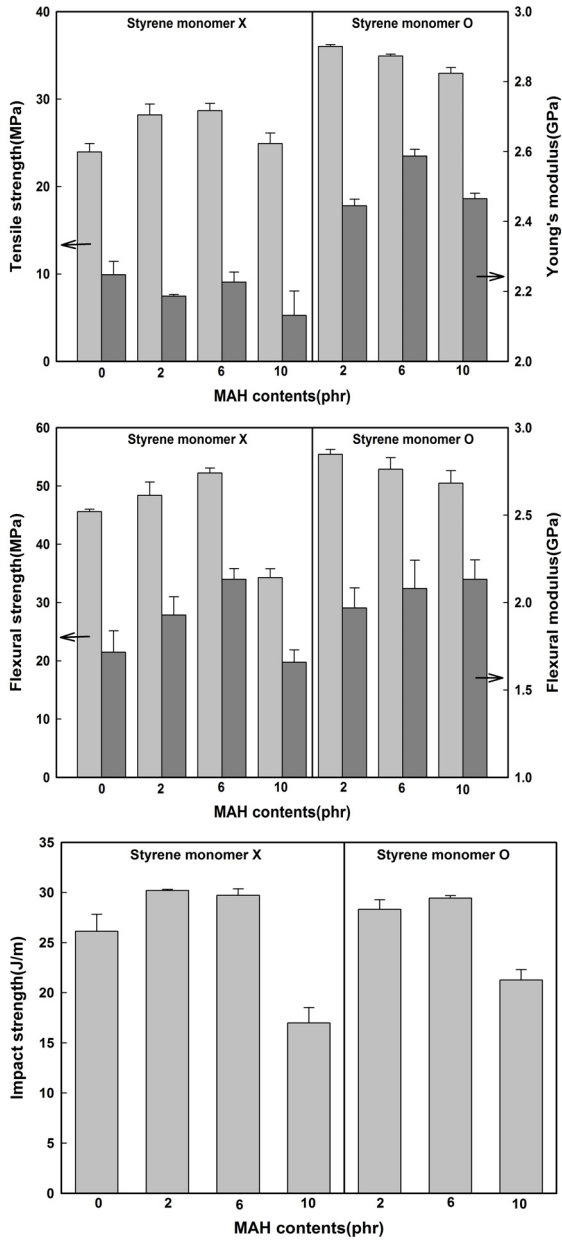 Styrene monomer X
Styrene monomer O
Tensile strength(MPa)
40
30
20
10
0
Young's modulus(GPa)
3.0
2.8
2.6
2.4
2.2
2.0
0 2 6 10 2 6 10
MAH contents(phr)
Styrene monomer X
Styrene monomer O
Flexural strength(MPa)
60
50
40
30
20
10
0
Flexural modulus(GPa)
3.0
2.5
2.0
1.5
1.0
0 2 6 10 2 6 10
MAH contents(phr)
Styrene monomer X
Styrene monomer O
Impact strength(J/m)
35
30
25
20
15
10
5
0
0 2 6 10 2 6 10
MAH contents(phr)